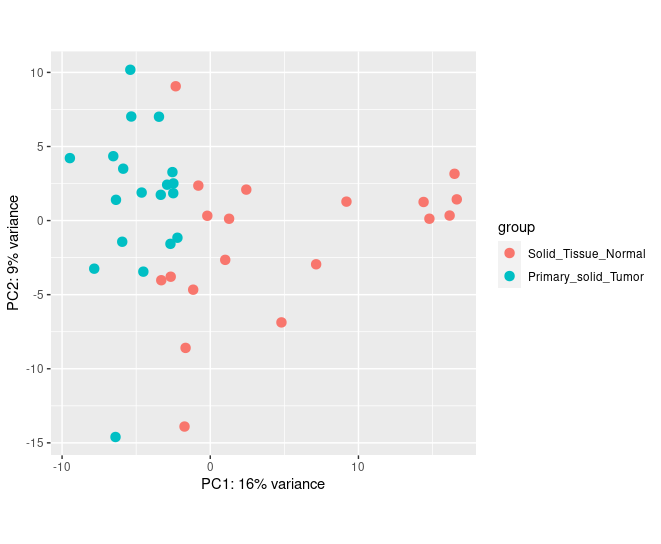 10
5
0
-5
-10
-15
-10
0
10
PC1: 16% variance
PC2: 9% variance
group
Solid_Tissue_Normal
Primary_solid_Tumor